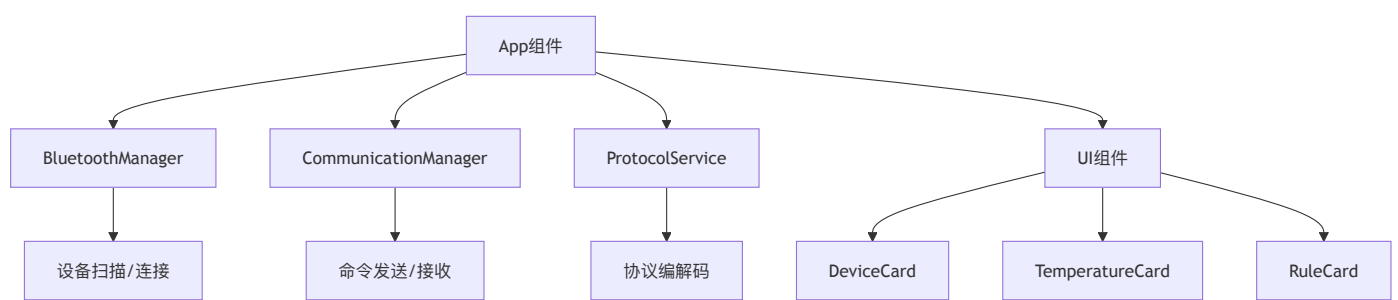 App组件
BluetoothManager
CommunicationManager
ProtocolService
UI组件
设备扫描/连接
命令发送/接收
协议编解码
DeviceCard
TemperatureCard
RuleCard